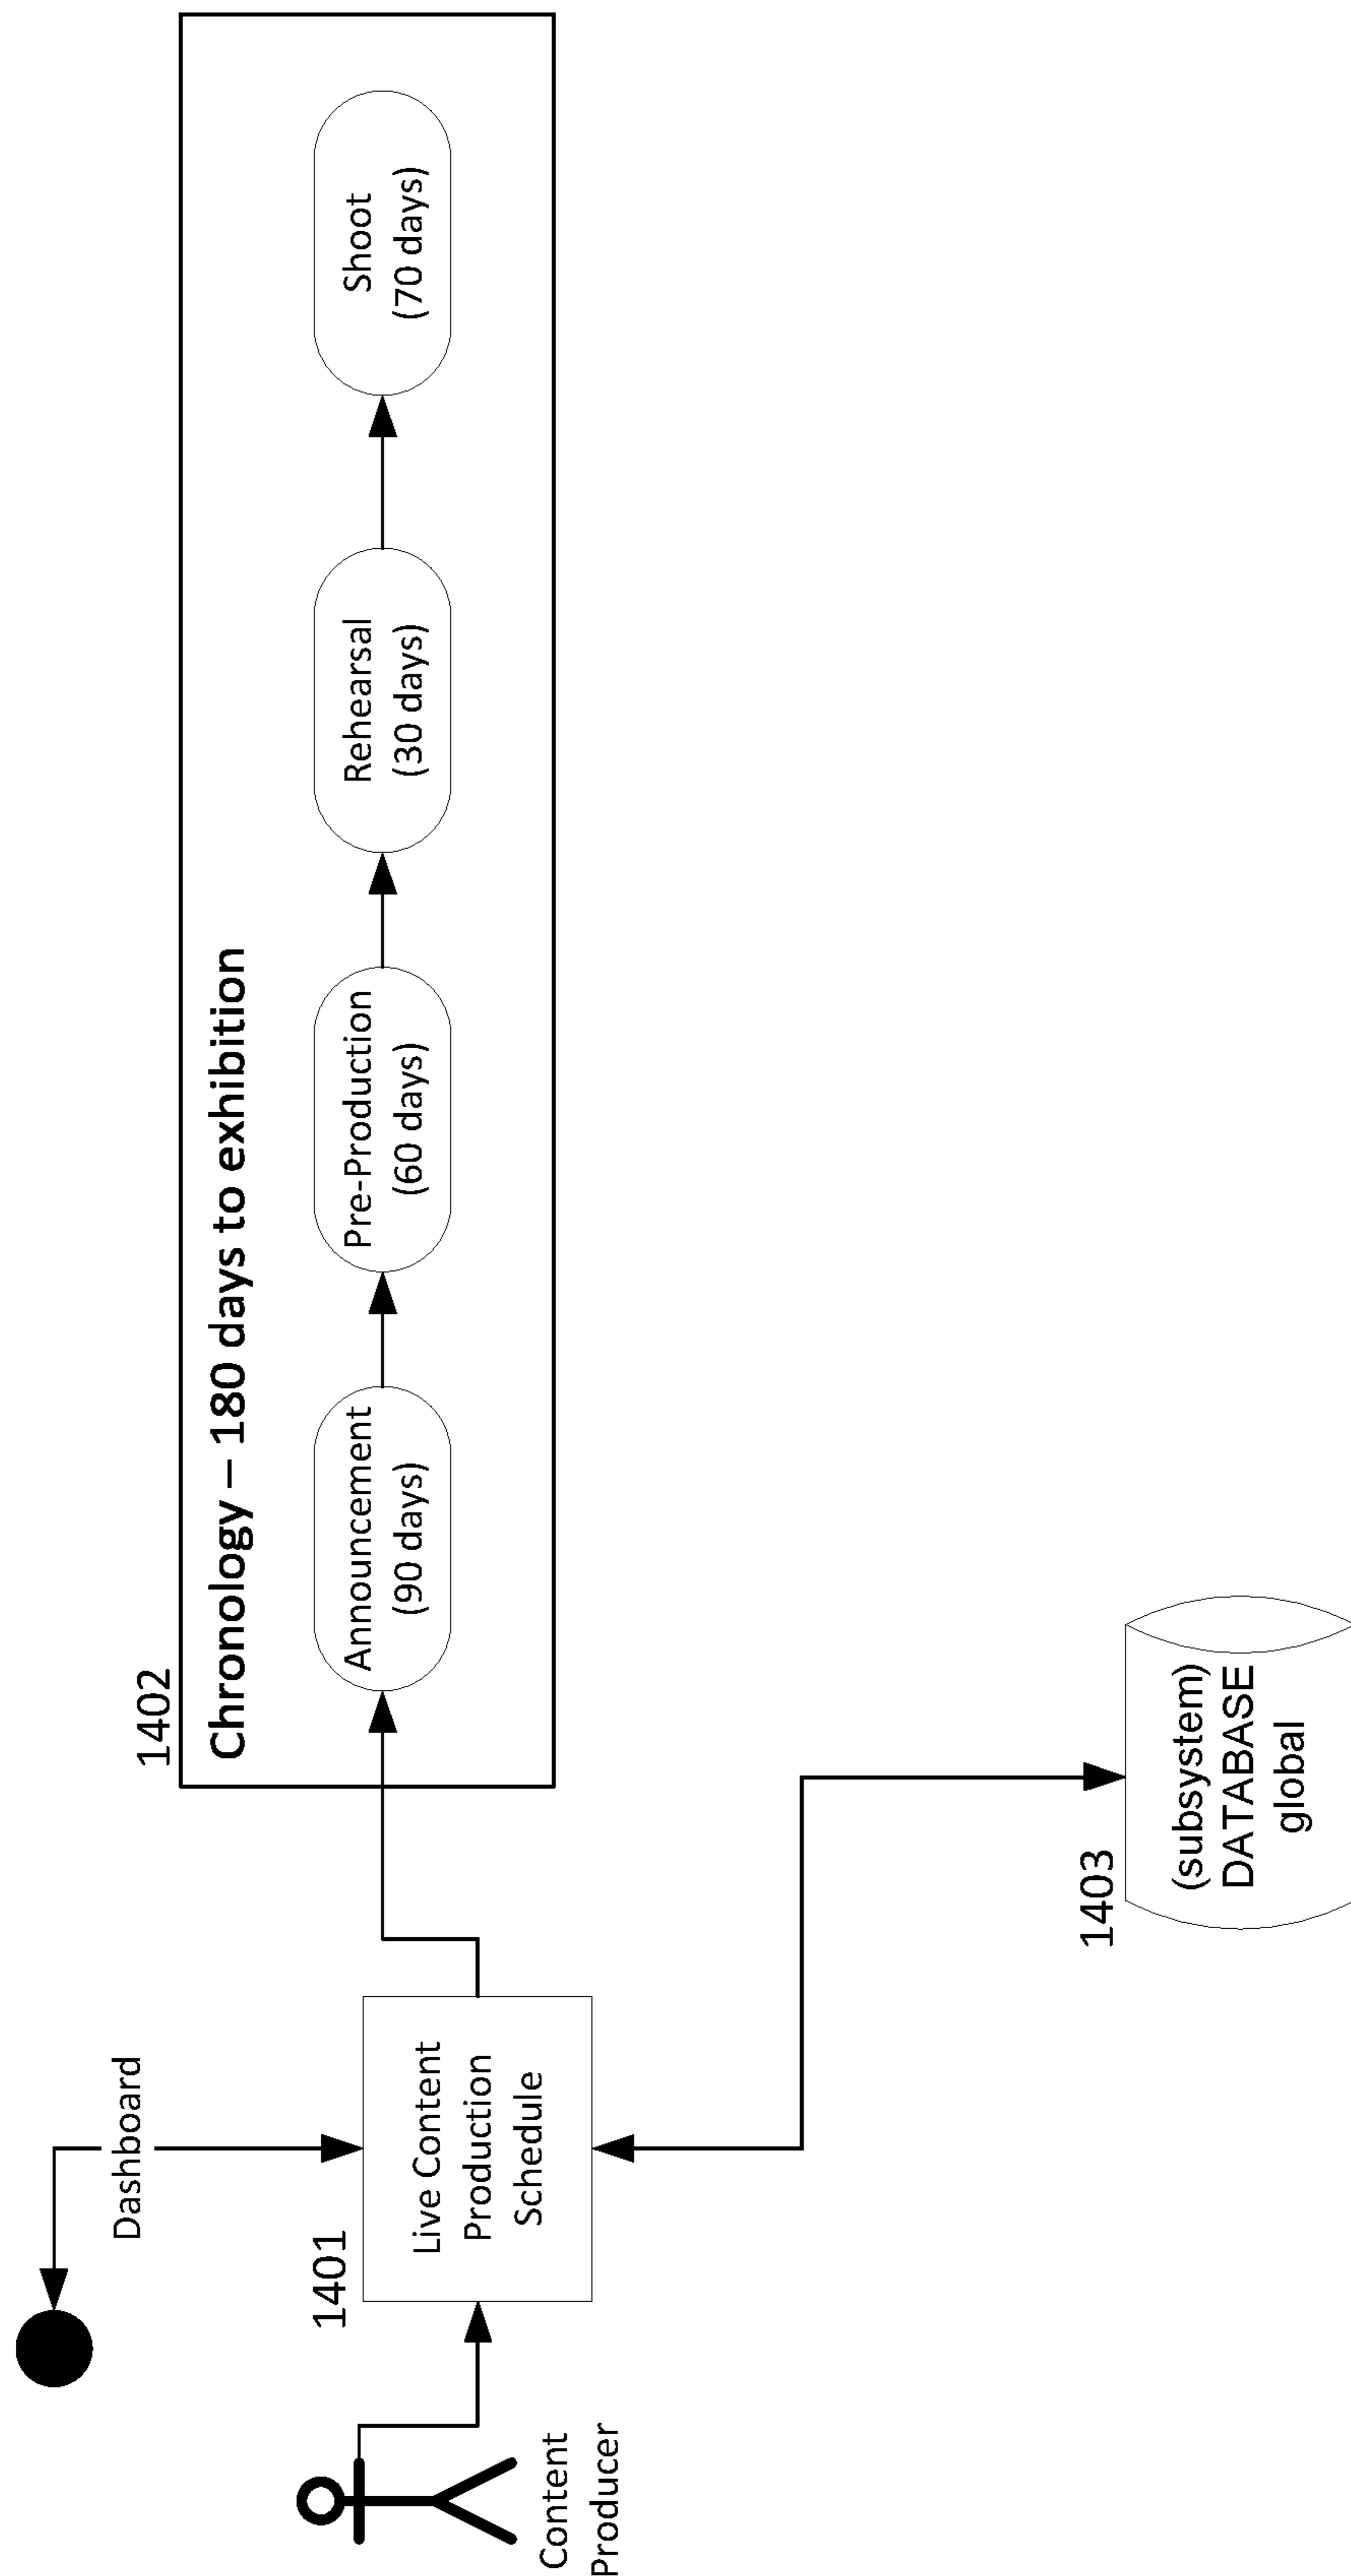 1402
Chronology – 180 days to exhibition
Announcement
(90 days)
Pre-Production
(60 days)
Rehearsal
(30 days)
Shoot
(70 days)
Dashboard
1401
Live Content
Production
Schedule
Content
Producer
1403
(subsystem)
DATABASE
global